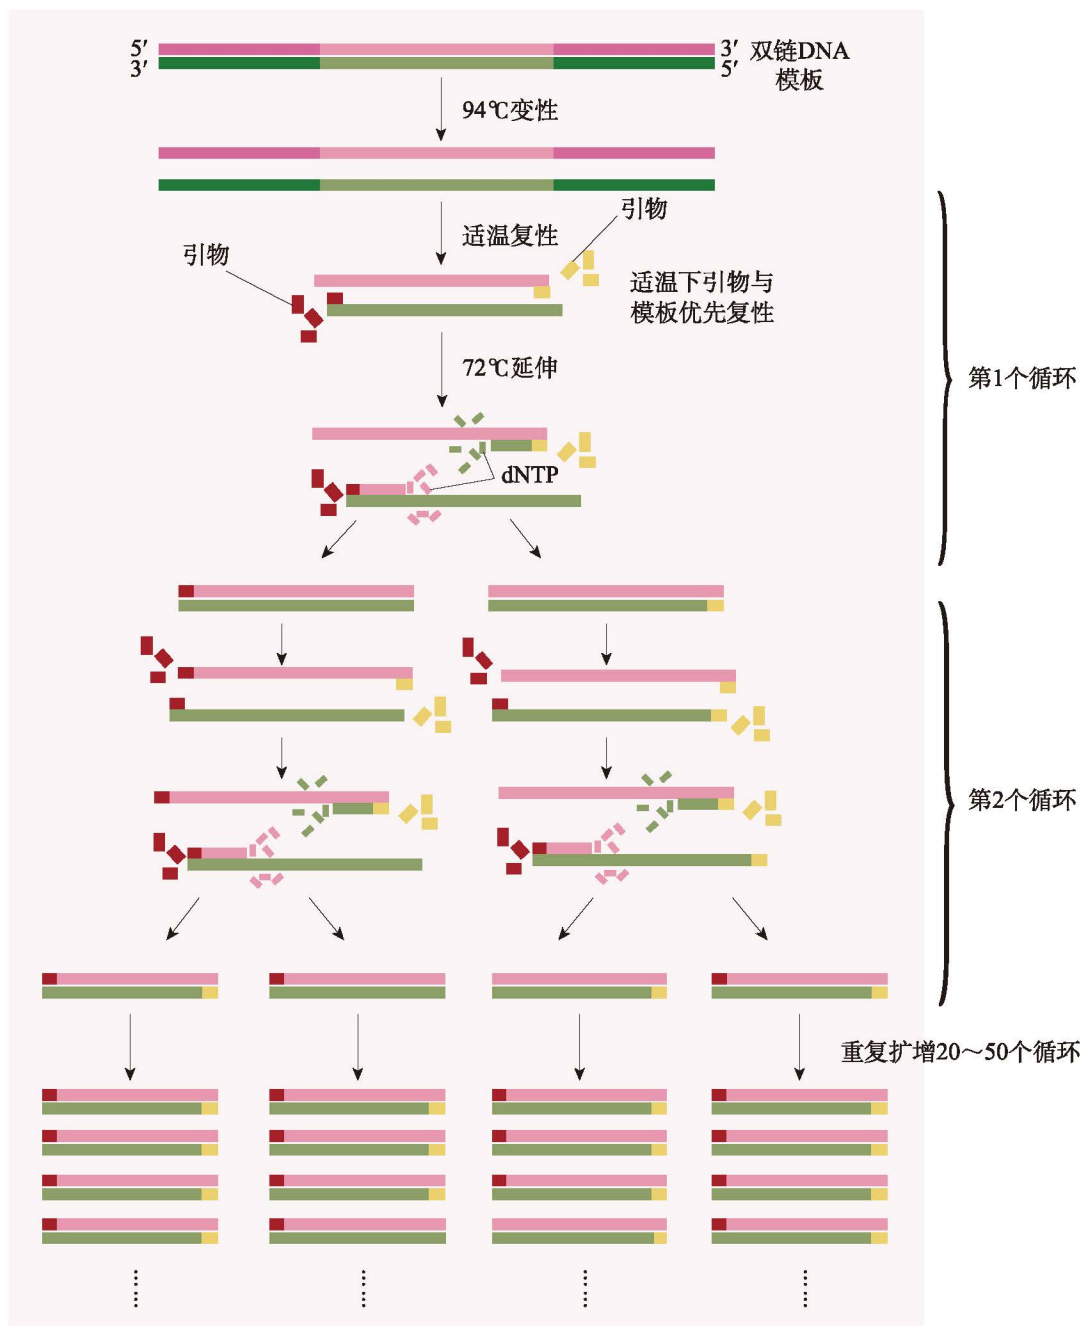 5′
3′
3′
5′
双链DNA
模板
94℃变性
引物
适温复性
引物
适温下引物与
模板优先复性
72℃延伸
第1个循环
dNTP
第2个循环
重复扩增20～50个循环
……
……
……
……